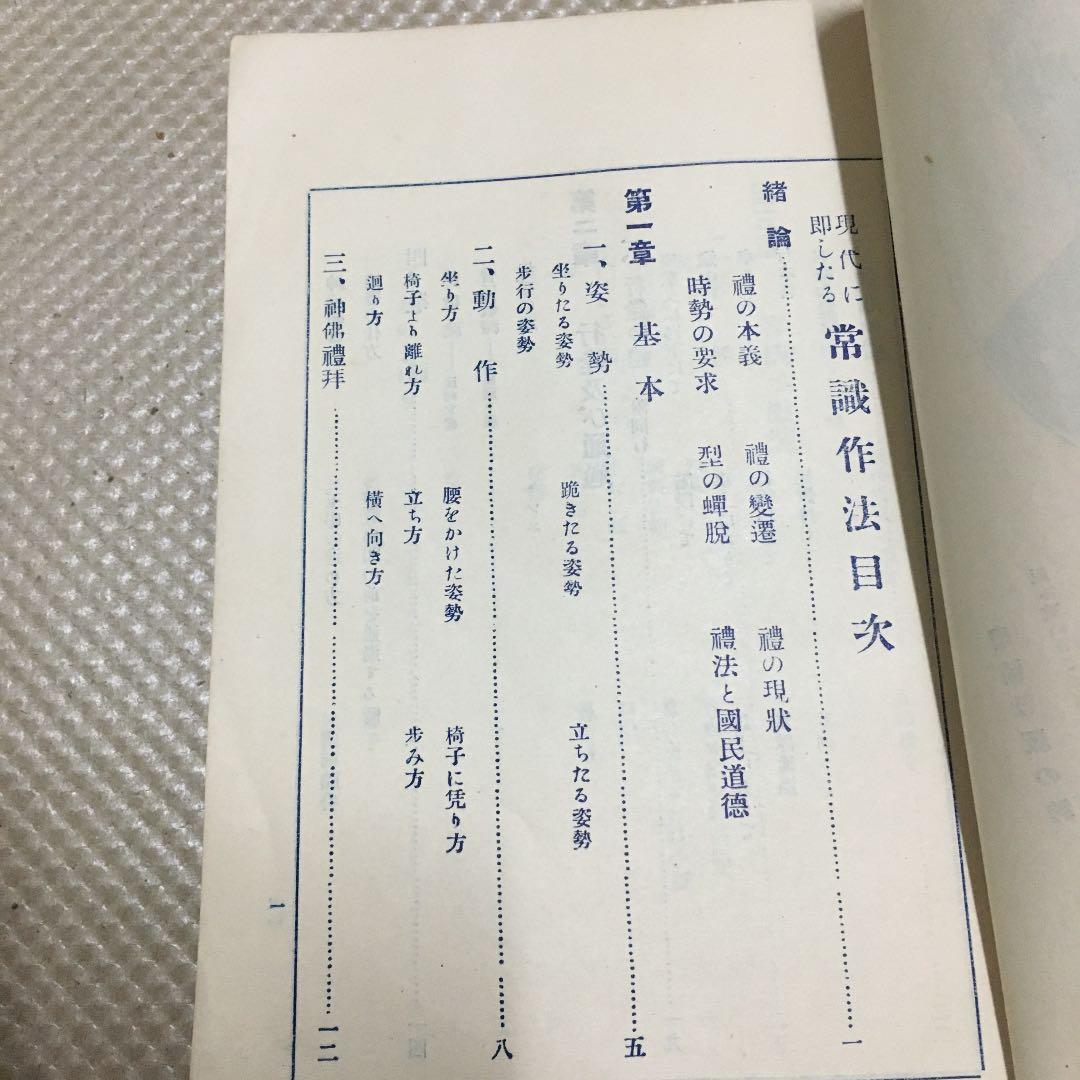 現代に即したる 常識作法目次
緒論……一
禮の本義 禮の變遷 禮の現狀
時勢の要求 型の蟬脫 禮法と國民道德
第一章 基本
一、姿勢……五
坐りたる姿勢 跪きたる姿勢 立ちたる姿勢
步行の姿勢
二、動作……八
坐り方 腰をかけた姿勢 椅子に凭り方
椅子より離れ方 立ち方 步み方
迴り方 橫へ向き方
三、神佛禮拜……一二
一